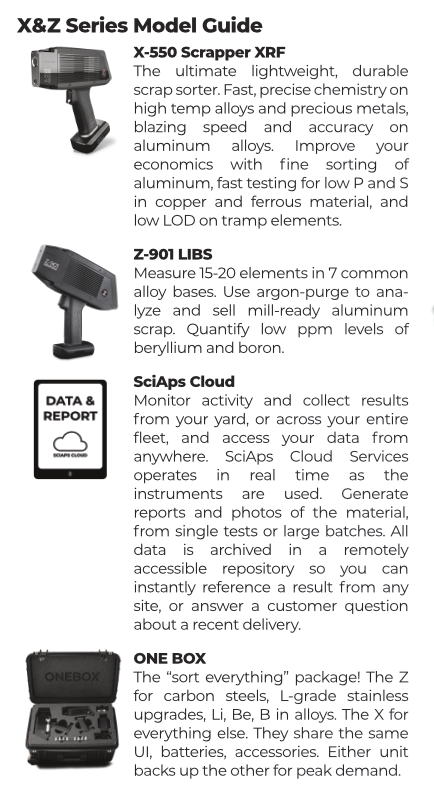 X&Z Series Model Guide
X-550 Scrapper XRF
The ultimate lightweight, durable
scrap sorter. Fast, precise chemistry on
high temp alloys and precious metals,
blazing speed and accuracy on
aluminum alloys. Improve your
economics with fine sorting of
aluminum, fast testing for low P and S
in copper and ferrous material, and
low LOD on tramp elements.
Z-901
Z-901 LIBS
Measure 15-20 elements in 7 common
alloy bases. Use argon-purge to ana-
lyze and sell mill-ready aluminum
scrap. Quantify low ppm levels of
beryllium and boron.
DATA &
REPORT
SCIAPS CLOUD
SciAps Cloud
Monitor activity and collect results
from your yard, or across your entire
fleet, and access your data from
anywhere. SciAps Cloud Services
operates in real time as the
instruments are used. Generate
reports and photos of the material,
from single tests or large batches. All
data is archived in a remotely
accessible repository so you can
instantly reference a result from any
site, or answer a customer question
about a recent delivery.
ONEBOX
ONE BOX
The “sort everything” package! The Z
for carbon steels, L-grade stainless
upgrades, Li, Be, B in alloys. The X for
everything else. They share the same
UI, batteries, accessories. Either unit
backs up the other for peak demand.